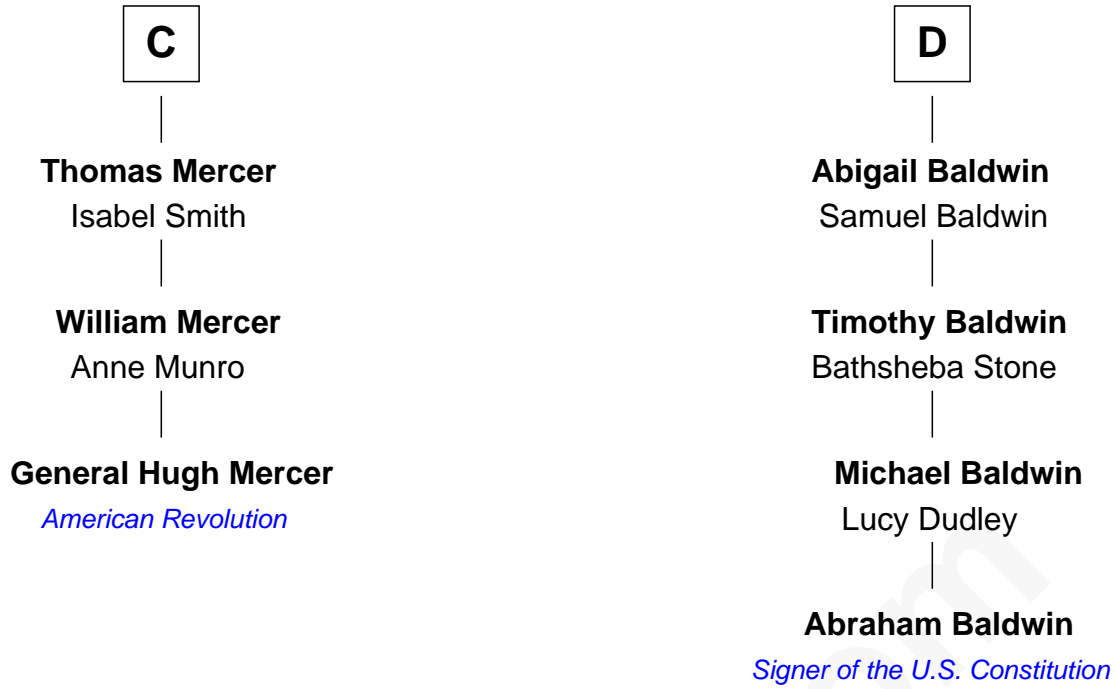 C
Thomas Mercer
Isabel Smith
William Mercer
Anne Munro
General Hugh Mercer
American Revolution
D
Abigail Baldwin
Samuel Baldwin
Timothy Baldwin
Bathsheba Stone
Michael Baldwin
Lucy Dudley
Abraham Baldwin
Signer of the U.S. Constitution